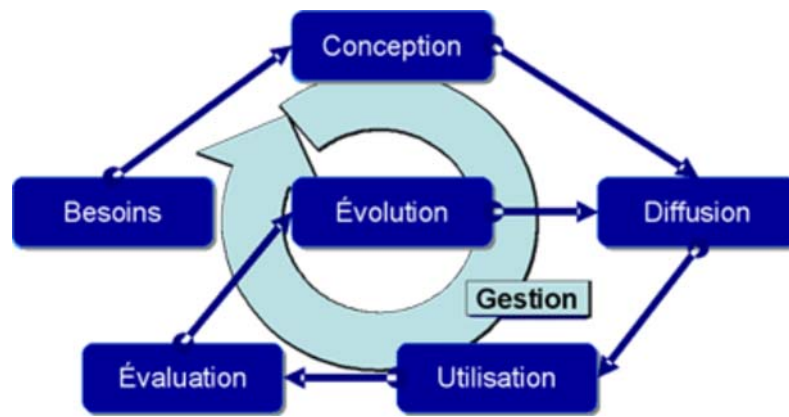 Conception
Besoins
Évolution
Diffusion
Gestion
Évaluation
Utilisation